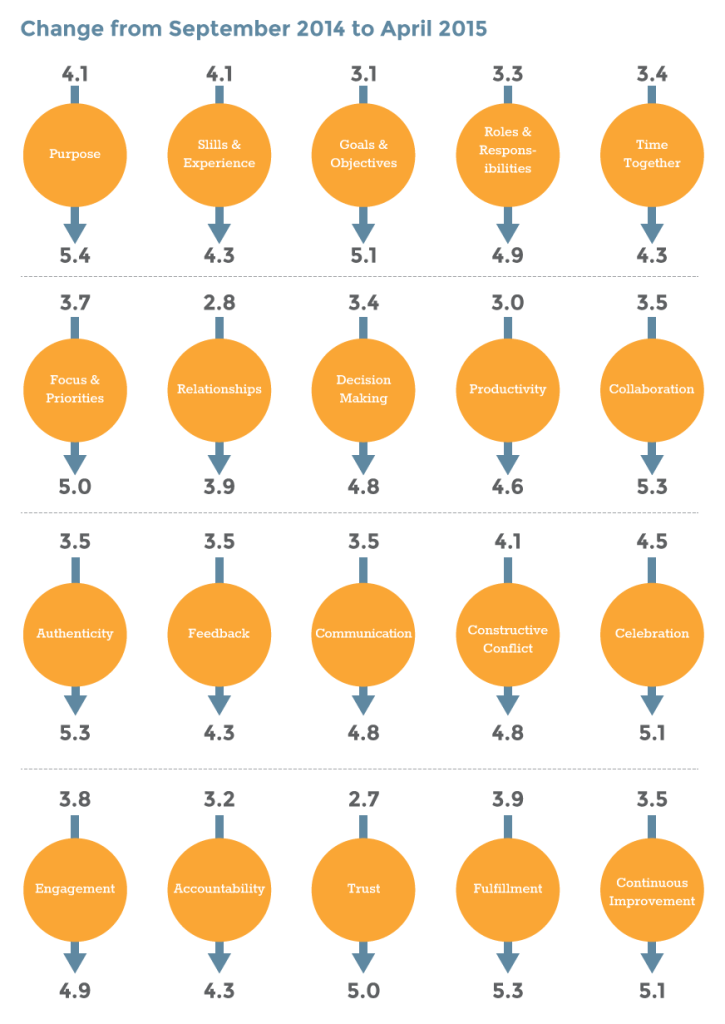 Change from September 2014 to April 2015
4.1 4.1 3.1 3.3 3.4
Purpose
Slills &
Experience
Goals &
Objectives
Roles &
Respons-
ibilities
Time
Together
5.4 4.3 5.1 4.9 4.3
3.7 2.8 3.4 3.0 3.5
Focus &
Priorities
Relationships
Decision
Making
Productivity
Collaboration
5.0 3.9 4.8 4.6 5.3
3.5 3.5 3.5 4.1 4.5
Authenticity
Feedback
Communication
Constructive
Conflict
Celebration
5.3 4.3 4.8 4.8 5.1
3.8 3.2 2.7 3.9 3.5
Engagement
Accountability
Trust
Fulfillment
Continuous
Improvement
4.9 4.3 5.0 5.3 5.1